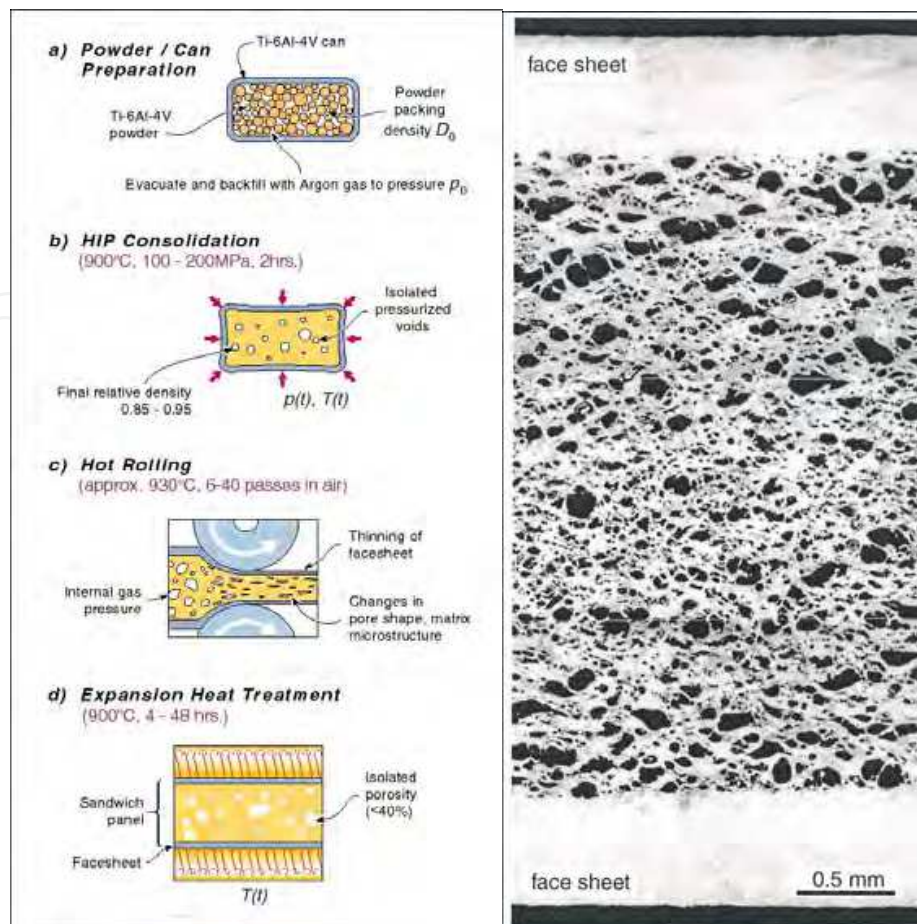 a) Powder / Can
Preparation
Ti-6Al-4V can
Ti-6Al-4V
powder
Powder
packing
density D₀
Evacuate and backfill with Argon gas to pressure p₀
b) HIP Consolidation
(900°C, 100 - 200MPa, 2hrs.)
Isolated
pressurized
voids
Final relative density
0.85 - 0.95
p(t), T(t)
c) Hot Rolling
(approx. 930°C, 6-40 passes in air)
Thinning of
facesheet
Internal gas
pressure
Changes in
pore shape, matrix
microstructure
d) Expansion Heat Treatment
(900°C, 4 - 48 hrs.)
Sandwich
panel
Isolated
porosity
(<40%)
Facesheet
T(t)
face sheet
face sheet
0.5 mm